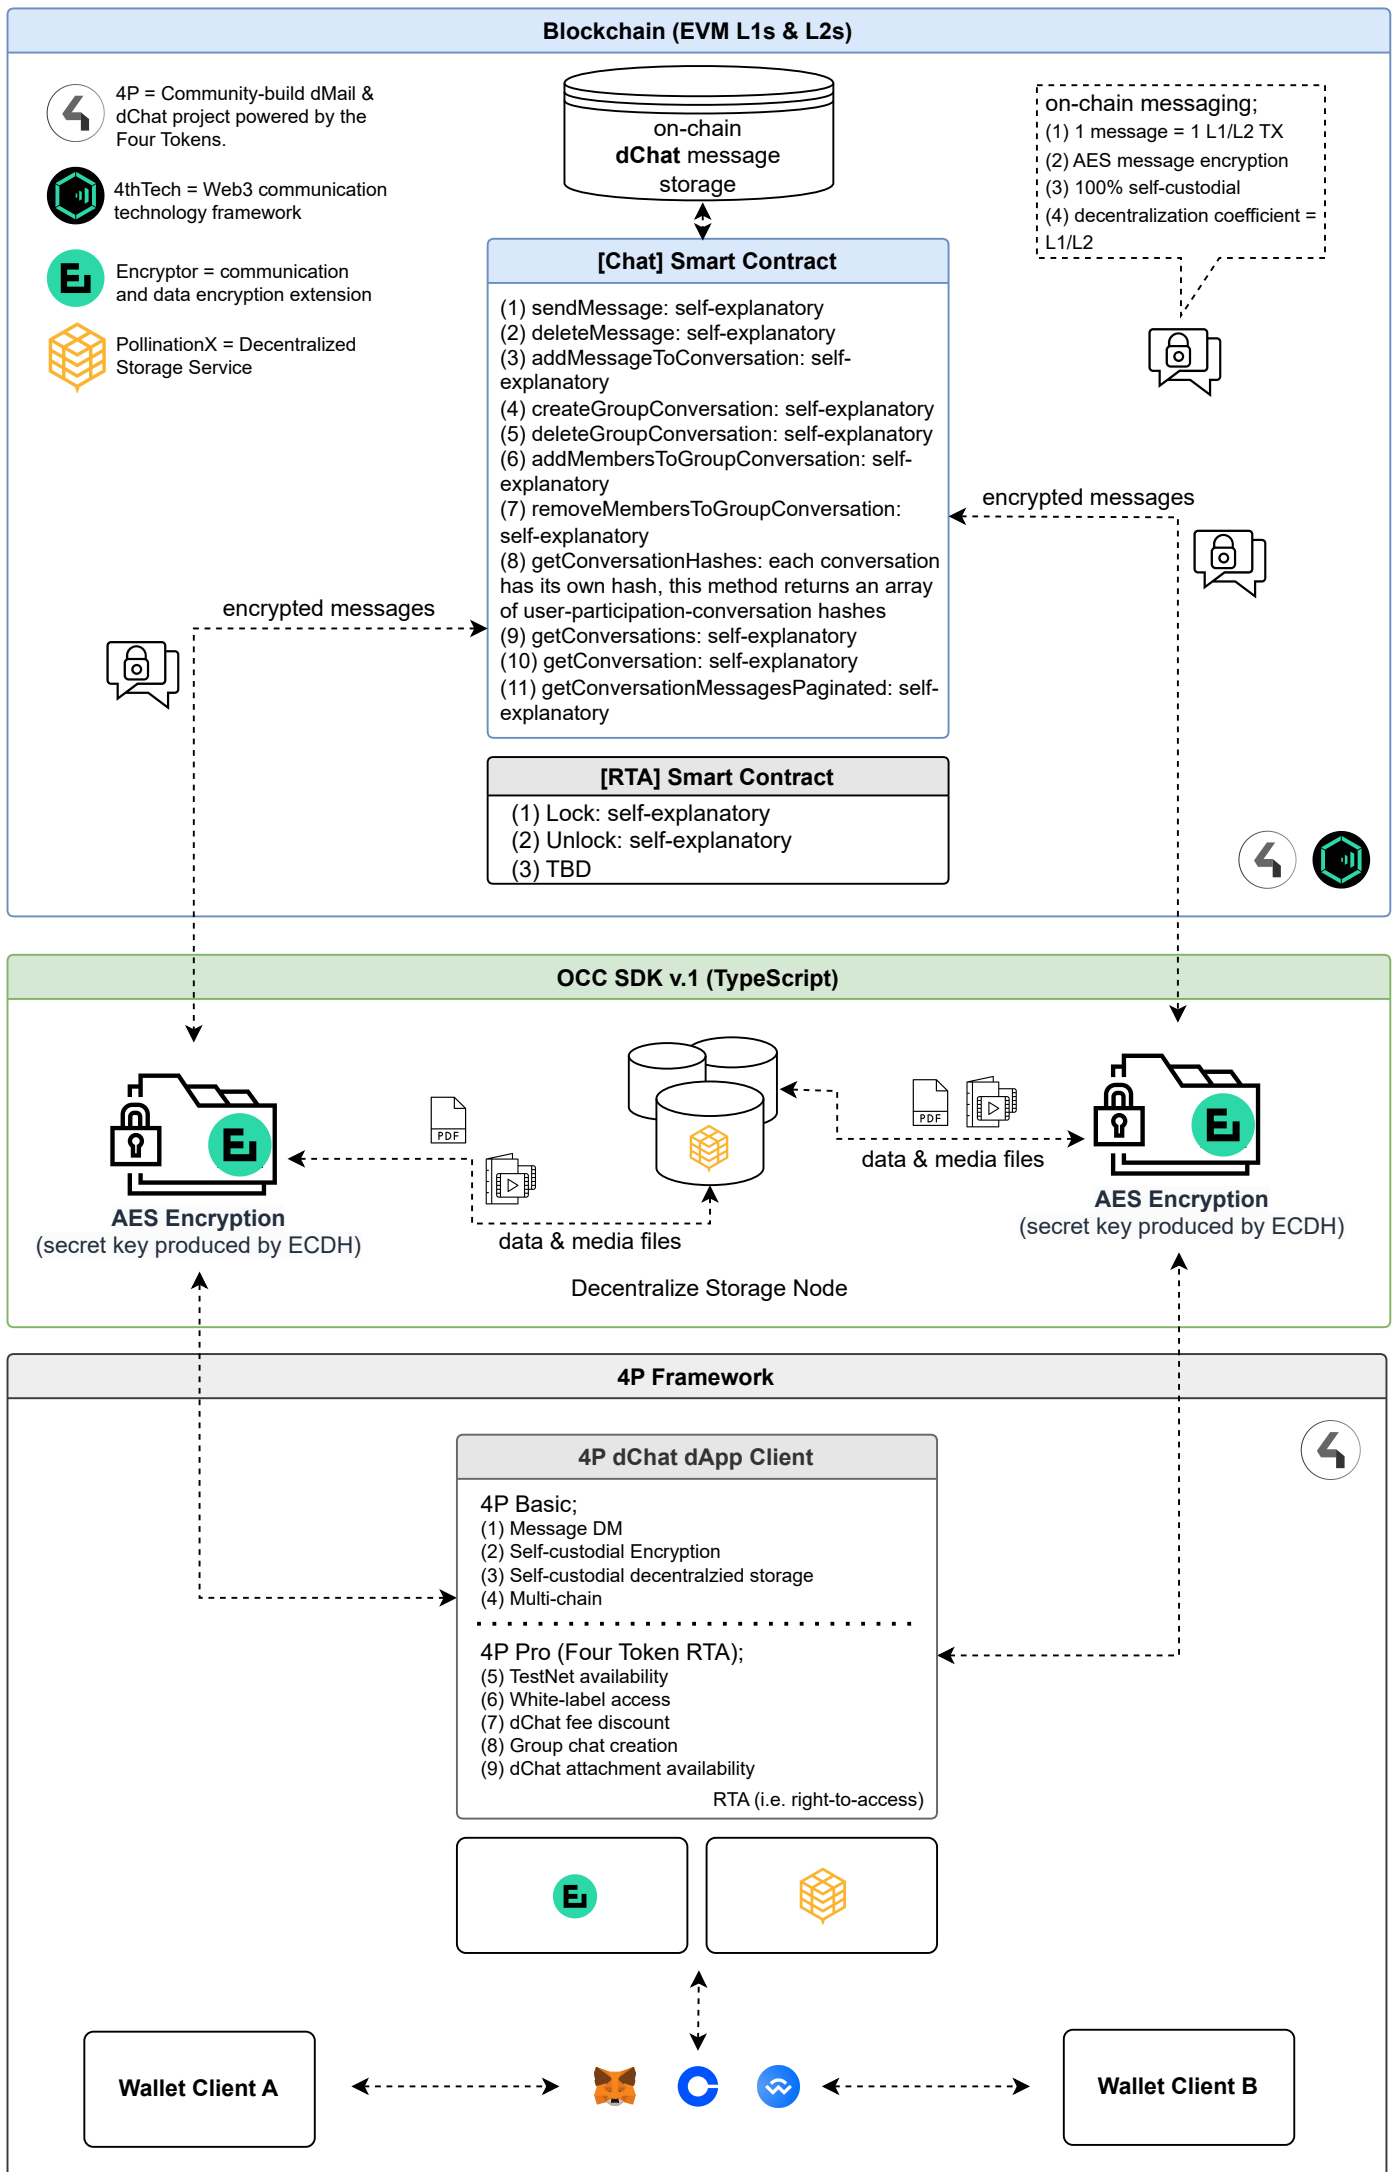 Blockchain (EVM L1s & L2s)
4P = Community-build dMail &
dChat project powered by the
Four Tokens.
4thTech = Web3 communication
technology framework
Encryptor = communication
and data encryption extension
PollinationX = Decentralized
Storage Service
on-chain
dChat message
storage
on-chain messaging;
(1) 1 message = 1 L1/L2 TX
(2) AES message encryption
(3) 100% self-custodial
(4) decentralization coefficient =
L1/L2
[Chat] Smart Contract
(1) sendMessage: self-explanatory
(2) deleteMessage: self-explanatory
(3) addMessageToConversation: self-
explanatory
(4) createGroupConversation: self-explanatory
(5) deleteGroupConversation: self-explanatory
(6) addMembersToGroupConversation: self-
explanatory
(7) removeMembersToGroupConversation:
self-explanatory
(8) getConversationHashes: each conversation
has its own hash, this method returns an array
of user-participation-conversation hashes
(9) getConversations: self-explanatory
(10) getConversation: self-explanatory
(11) getConversationMessagesPaginated: self-
explanatory
encrypted messages
encrypted messages
[RTA] Smart Contract
(1) Lock: self-explanatory
(2) Unlock: self-explanatory
(3) TBD
OCC SDK v.1 (TypeScript)
PDF
data & media files
AES Encryption
(secret key produced by ECDH)
PDF
data & media files
AES Encryption
(secret key produced by ECDH)
Decentralize Storage Node
4P Framework
4P dChat dApp Client
4P Basic;
(1) Message DM
(2) Self-custodial Encryption
(3) Self-custodial decentralzied storage
(4) Multi-chain
4P Pro (Four Token RTA);
(5) TestNet availability
(6) White-label access
(7) dChat fee discount
(8) Group chat creation
(9) dChat attachment availability
RTA (i.e. right-to-access)
Wallet Client A
Wallet Client B